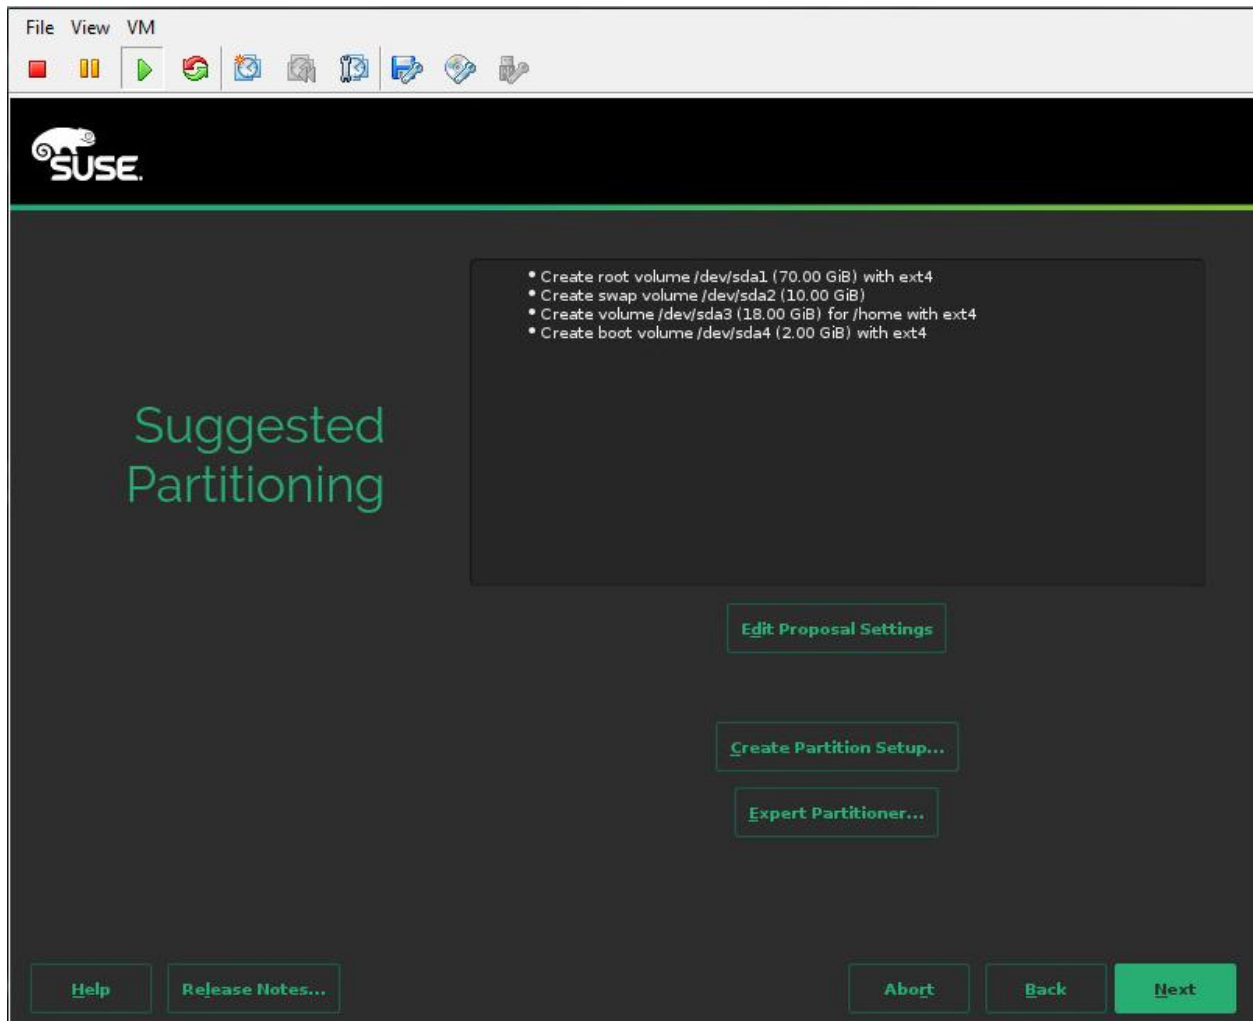 File View VM
SUSE.
• Create root volume /dev/sda1 (70.00 GiB) with ext4
• Create swap volume /dev/sda2 (10.00 GiB)
• Create volume /dev/sda3 (18.00 GiB) for /home with ext4
• Create boot volume /dev/sda4 (2.00 GiB) with ext4
Suggested
Partitioning
Edit Proposal Settings
Create Partition Setup...
Expert Partitioner...
Help Release Notes... Abort Back Next